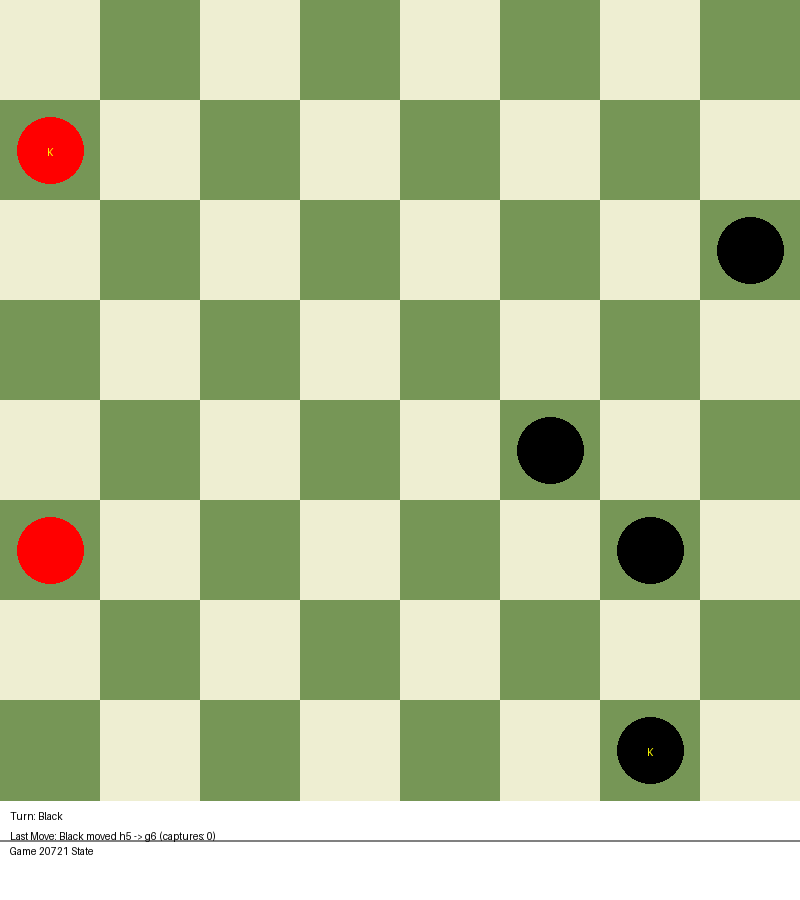 K
K
Turn: Black
Last Move: Black moved h5 -> g6 (captures: 0)
Game 20721 State